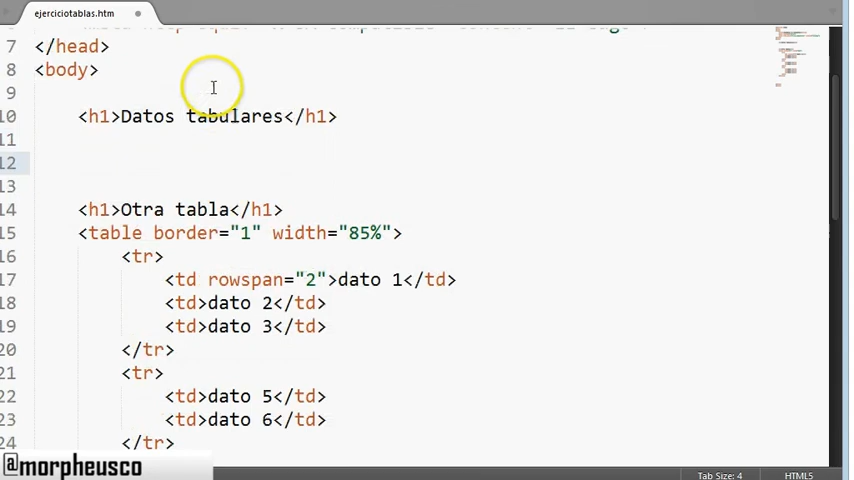 ejerciciotablas.htm
7 </head>
8 <body>
9
10 <h1>Datos tabulares</h1>
11
12
13
14 <h1>Otra tabla</h1>
15 <table border="1" width="85%">
16 <tr>
17 <td rowspan="2">dato 1</td>
18 <td>dato 2</td>
19 <td>dato 3</td>
20 </tr>
21 <tr>
22 <td>dato 5</td>
23 <td>dato 6</td>
24 </tr>
@morpheusco
Tab Size: 4 HTML5